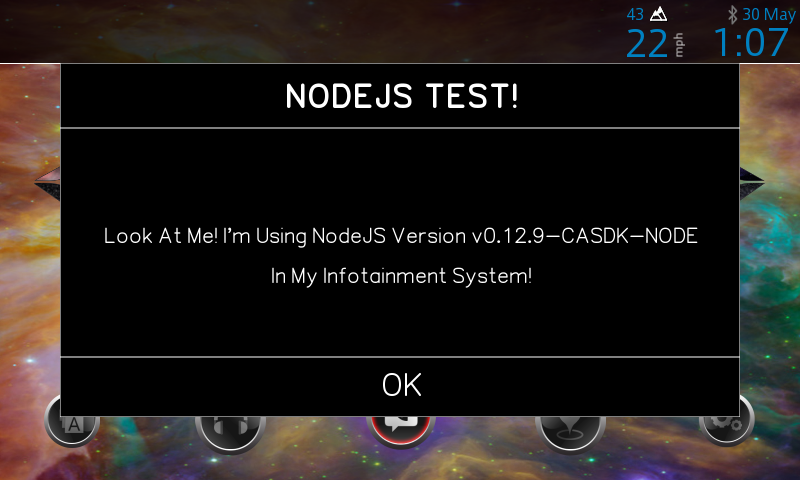 43 30 May
22 mph 1:07
NODEJS TEST!
Look At Me! I'm Using NodeJS Version v0.12.9-CASDK-NODE
In My Infotainment System!
OK
A